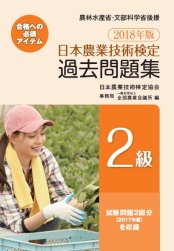 合格への
必須
アイテム
農林水産省・文部科学省後援
2018年版
日本農業技術検定
過去問題集
日本農業技術検定協会
事務局 一般社団法人 全国農業会議所 編
2級
試験問題2回分
(2017年度)
を収録